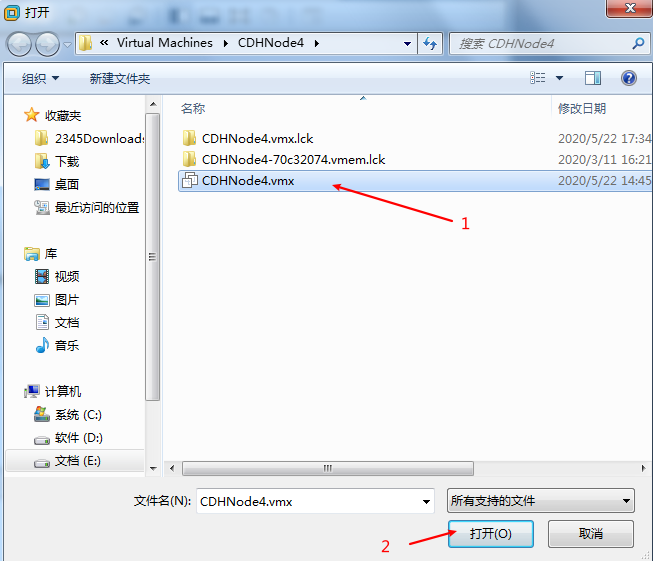 打开
« Virtual Machines ▸ CDHNode4 ▸
搜索 CDHNode4
组织 新建文件夹
名称 修改日期
收藏夹
2345Downloads
下载
桌面
最近访问的位置
库
视频
图片
文档
音乐
计算机
系统 (C:)
软件 (D:)
文档 (E:)
CDHNode4.vmx.lck 2020/5/22 17:34
CDHNode4-70c32074.vmem.lck 2020/3/11 16:21
CDHNode4.vmx 2020/5/22 14:45
1
文件名(N): CDHNode4.vmx 所有支持的文件
2 打开(O) 取消